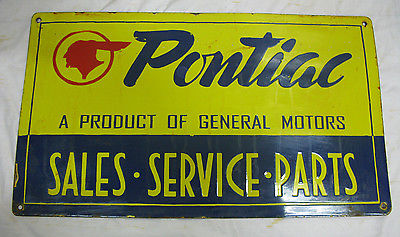 Pontiac
A PRODUCT OF GENERAL MOTORS
SALES · SERVICE · PARTS